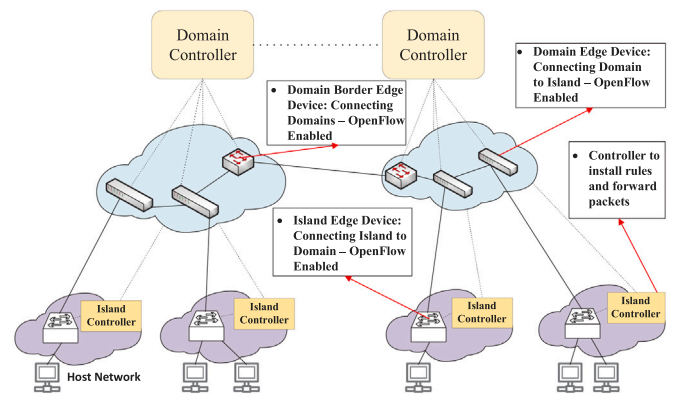 Domain
Controller
Domain
Controller
• Domain Border Edge
Device: Connecting
Domains – OpenFlow
Enabled
• Domain Edge Device:
Connecting Domain
to Island – OpenFlow
Enabled
• Controller to
install rules
and forward
packets
• Island Edge Device:
Connecting Island to
Domain – OpenFlow
Enabled
Island
Controller
Island
Controller
Island
Controller
Island
Controller
Host Network